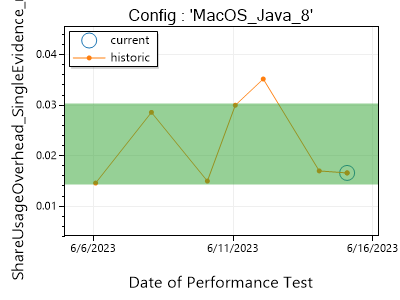 Config : 'MacOS_Java_8'
current
historic
ShareUsageOverhead_SingleEvidence_
0.04
0.03
0.02
0.01
6/6/2023
6/11/2023
6/16/2023
Date of Performance Test